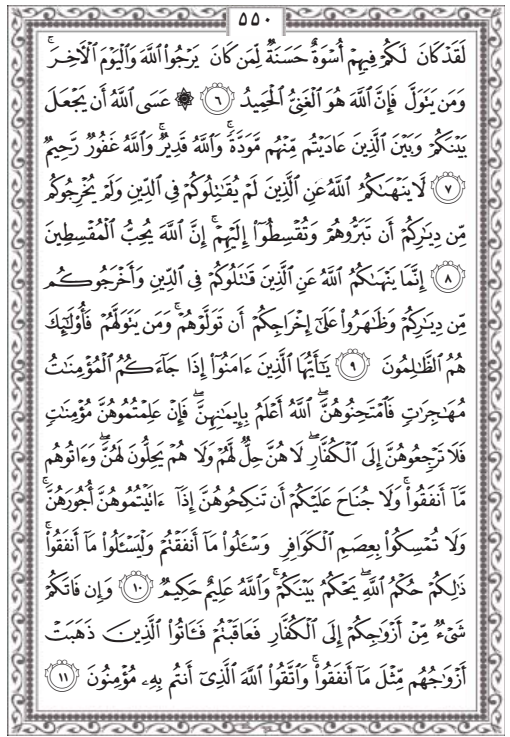 ٥٥٠
لَقَدْ كَانَ لَكُمْ فِيهِمْ أُسْوَةٌ حَسَنَةٌ لِّمَن كَانَ يَرْجُوا۟ ٱللَّهَ وَٱلْيَوْمَ ٱلْأَخِرَ ۚ
وَمَن يَتَوَلَّ فَإِنَّ ٱللَّهَ هُوَ ٱلْغَنِىُّ ٱلْحَمِيدُ ﴿٦﴾ ۞ عَسَى ٱللَّهُ أَن يَجْعَلَ
بَيْنَكُمْ وَبَيْنَ ٱلَّذِينَ عَادَيْتُم مِّنْهُم مَّوَدَّةً ۚ وَٱللَّهُ قَدِيرٌ ۚ وَٱللَّهُ غَفُورٌ رَّحِيمٌ
﴿٧﴾ لَّا يَنْهَىٰكُمُ ٱللَّهُ عَنِ ٱلَّذِينَ لَمْ يُقَٰتِلُوكُمْ فِى ٱلدِّينِ وَلَمْ يُخْرِجُوكُم
مِّن دِيَٰرِكُمْ أَن تَبَرُّوهُمْ وَتُقْسِطُوٓا۟ إِلَيْهِمْ ۚ إِنَّ ٱللَّهَ يُحِبُّ ٱلْمُقْسِطِينَ
﴿٨﴾ إِنَّمَا يَنْهَىٰكُمُ ٱللَّهُ عَنِ ٱلَّذِينَ قَٰتَلُوكُمْ فِى ٱلدِّينِ وَأَخْرَجُوكُم
مِّن دِيَٰرِكُمْ وَظَٰهَرُوا۟ عَلَىٰٓ إِخْرَاجِكُمْ أَن تَوَلَّوْهُمْ ۚ وَمَن يَتَوَلَّهُمْ فَأُو۟لَٰٓئِكَ
هُمُ ٱلظَّٰلِمُونَ ﴿٩﴾ يَٰٓأَيُّهَا ٱلَّذِينَ ءَامَنُوٓا۟ إِذَا جَآءَكُمُ ٱلْمُؤْمِنَٰتُ
مُهَٰجِرَٰتٍ فَٱمْتَحِنُوهُنَّ ۖ ٱللَّهُ أَعْلَمُ بِإِيمَٰنِهِنَّ ۖ فَإِنْ عَلِمْتُمُوهُنَّ مُؤْمِنَٰتٍ
فَلَا تَرْجِعُوهُنَّ إِلَى ٱلْكُفَّارِ ۖ لَا هُنَّ حِلٌّ لَّهُمْ وَلَا هُمْ يَحِلُّونَ لَهُنَّ ۖ وَءَاتُوهُم
مَّآ أَنفَقُوا۟ ۚ وَلَا جُنَاحَ عَلَيْكُمْ أَن تَنكِحُوهُنَّ إِذَآ ءَاتَيْتُمُوهُنَّ أُجُورَهُنَّ ۚ
وَلَا تُمْسِكُوا۟ بِعِصَمِ ٱلْكَوَافِرِ وَسْـَٔلُوا۟ مَآ أَنفَقْتُمْ وَلْيَسْـَٔلُوا۟ مَآ أَنفَقُوا۟ ۚ
ذَٰلِكُمْ حُكْمُ ٱللَّهِ ۖ يَحْكُمُ بَيْنَكُمْ ۚ وَٱللَّهُ عَلِيمٌ حَكِيمٌ ﴿١٠﴾ وَإِن فَاتَكُمْ
شَىْءٌ مِّنْ أَزْوَٰجِكُمْ إِلَى ٱلْكُفَّارِ فَعَاقَبْتُمْ فَـَٔاتُوا۟ ٱلَّذِينَ ذَهَبَتْ
أَزْوَٰجُهُم مِّثْلَ مَآ أَنفَقُوا۟ ۚ وَٱتَّقُوا۟ ٱللَّهَ ٱلَّذِىٓ أَنتُم بِهِۦ مُؤْمِنُونَ ﴿١١﴾